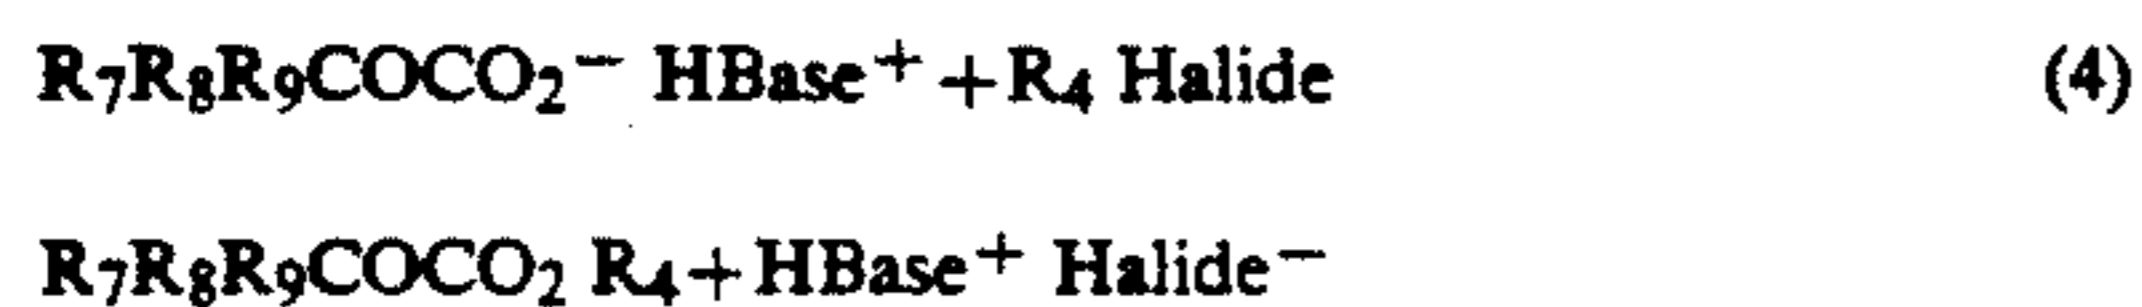 R₇R₈R₉COCO₂⁻ HBase⁺ + R₄ Halide (4)
R₇R₈R₉COCO₂ R₄ + HBase⁺ Halide⁻